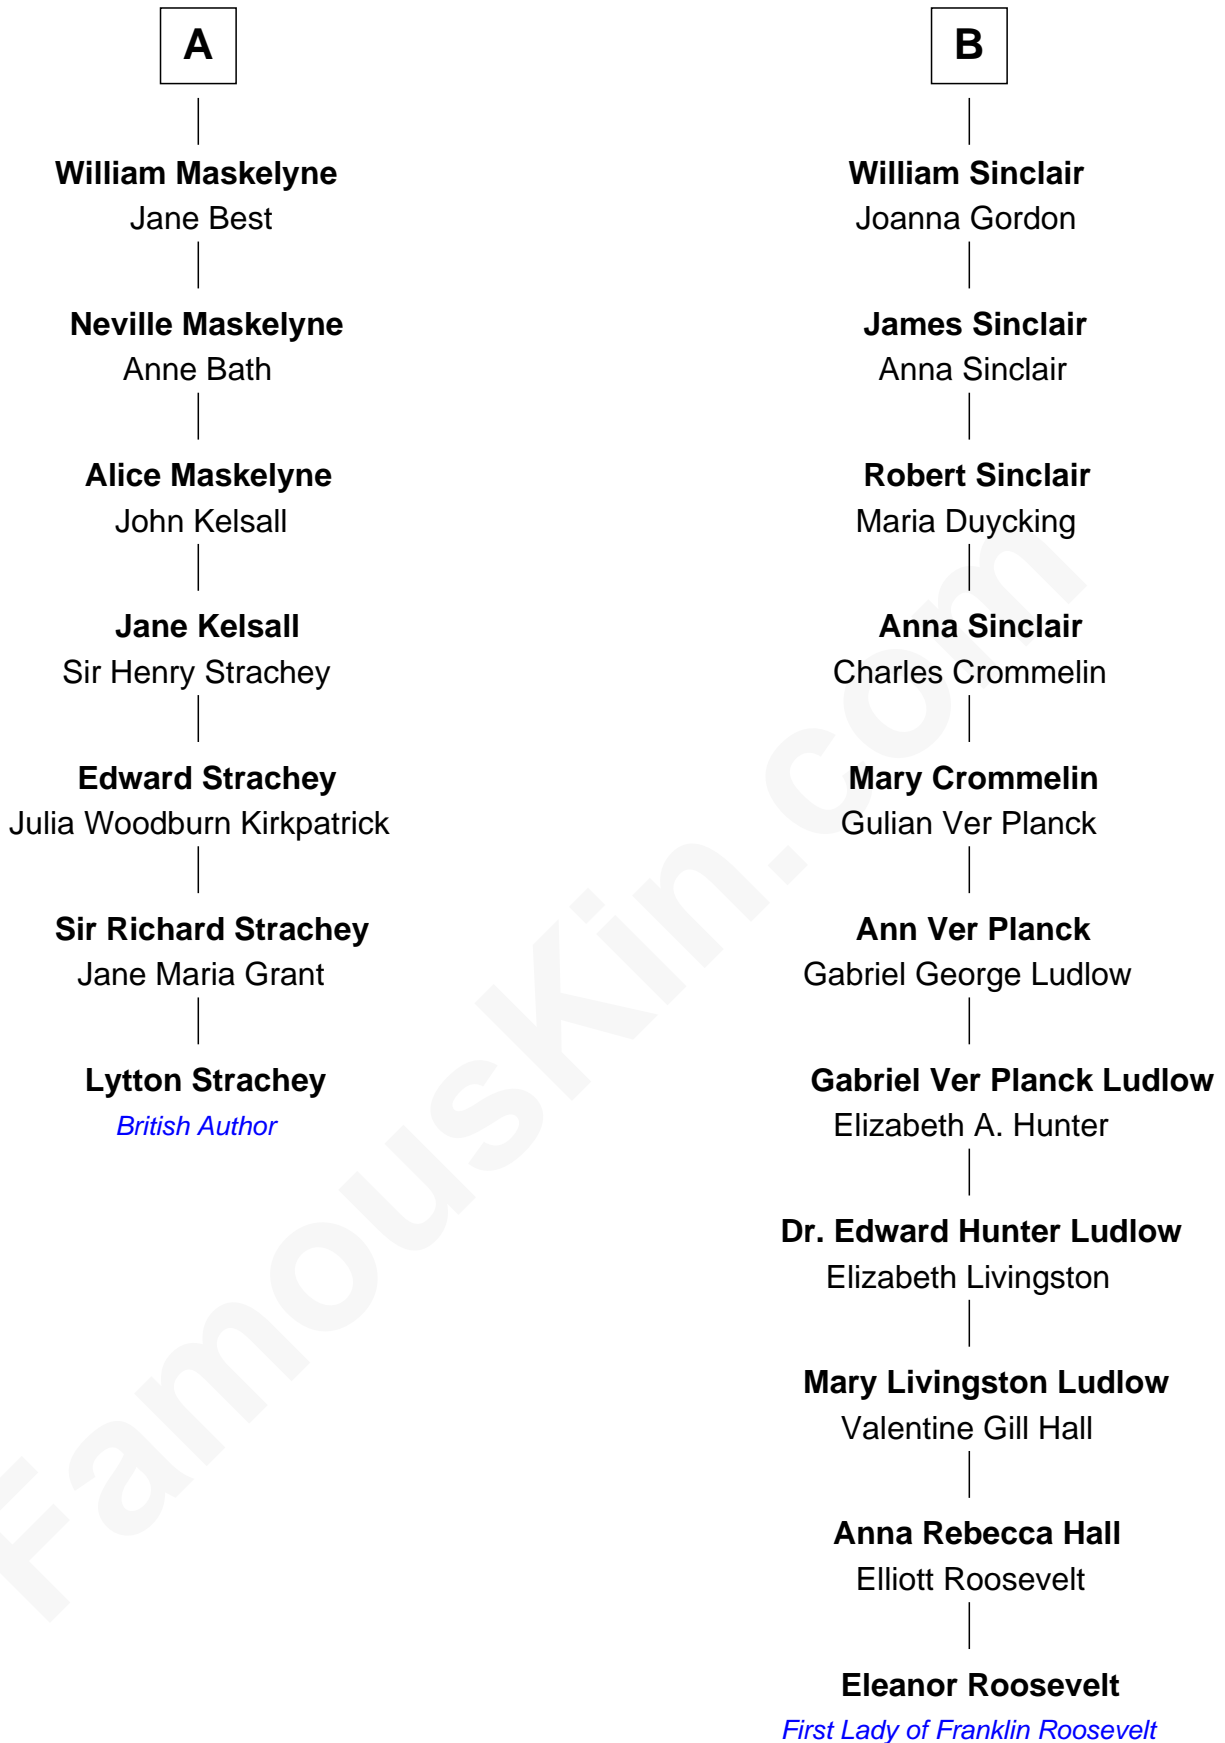 A
William Maskelyne
Jane Best
Neville Maskelyne
Anne Bath
Alice Maskelyne
John Kelsall
Jane Kelsall
Sir Henry Strachey
Edward Strachey
Julia Woodburn Kirkpatrick
Sir Richard Strachey
Jane Maria Grant
Lytton Strachey
British Author
B
William Sinclair
Joanna Gordon
James Sinclair
Anna Sinclair
Robert Sinclair
Maria Duycking
Anna Sinclair
Charles Crommelin
Mary Crommelin
Gulian Ver Planck
Ann Ver Planck
Gabriel George Ludlow
Gabriel Ver Planck Ludlow
Elizabeth A. Hunter
Dr. Edward Hunter Ludlow
Elizabeth Livingston
Mary Livingston Ludlow
Valentine Gill Hall
Anna Rebecca Hall
Elliott Roosevelt
Eleanor Roosevelt
First Lady of Franklin Roosevelt
FamousKin.com